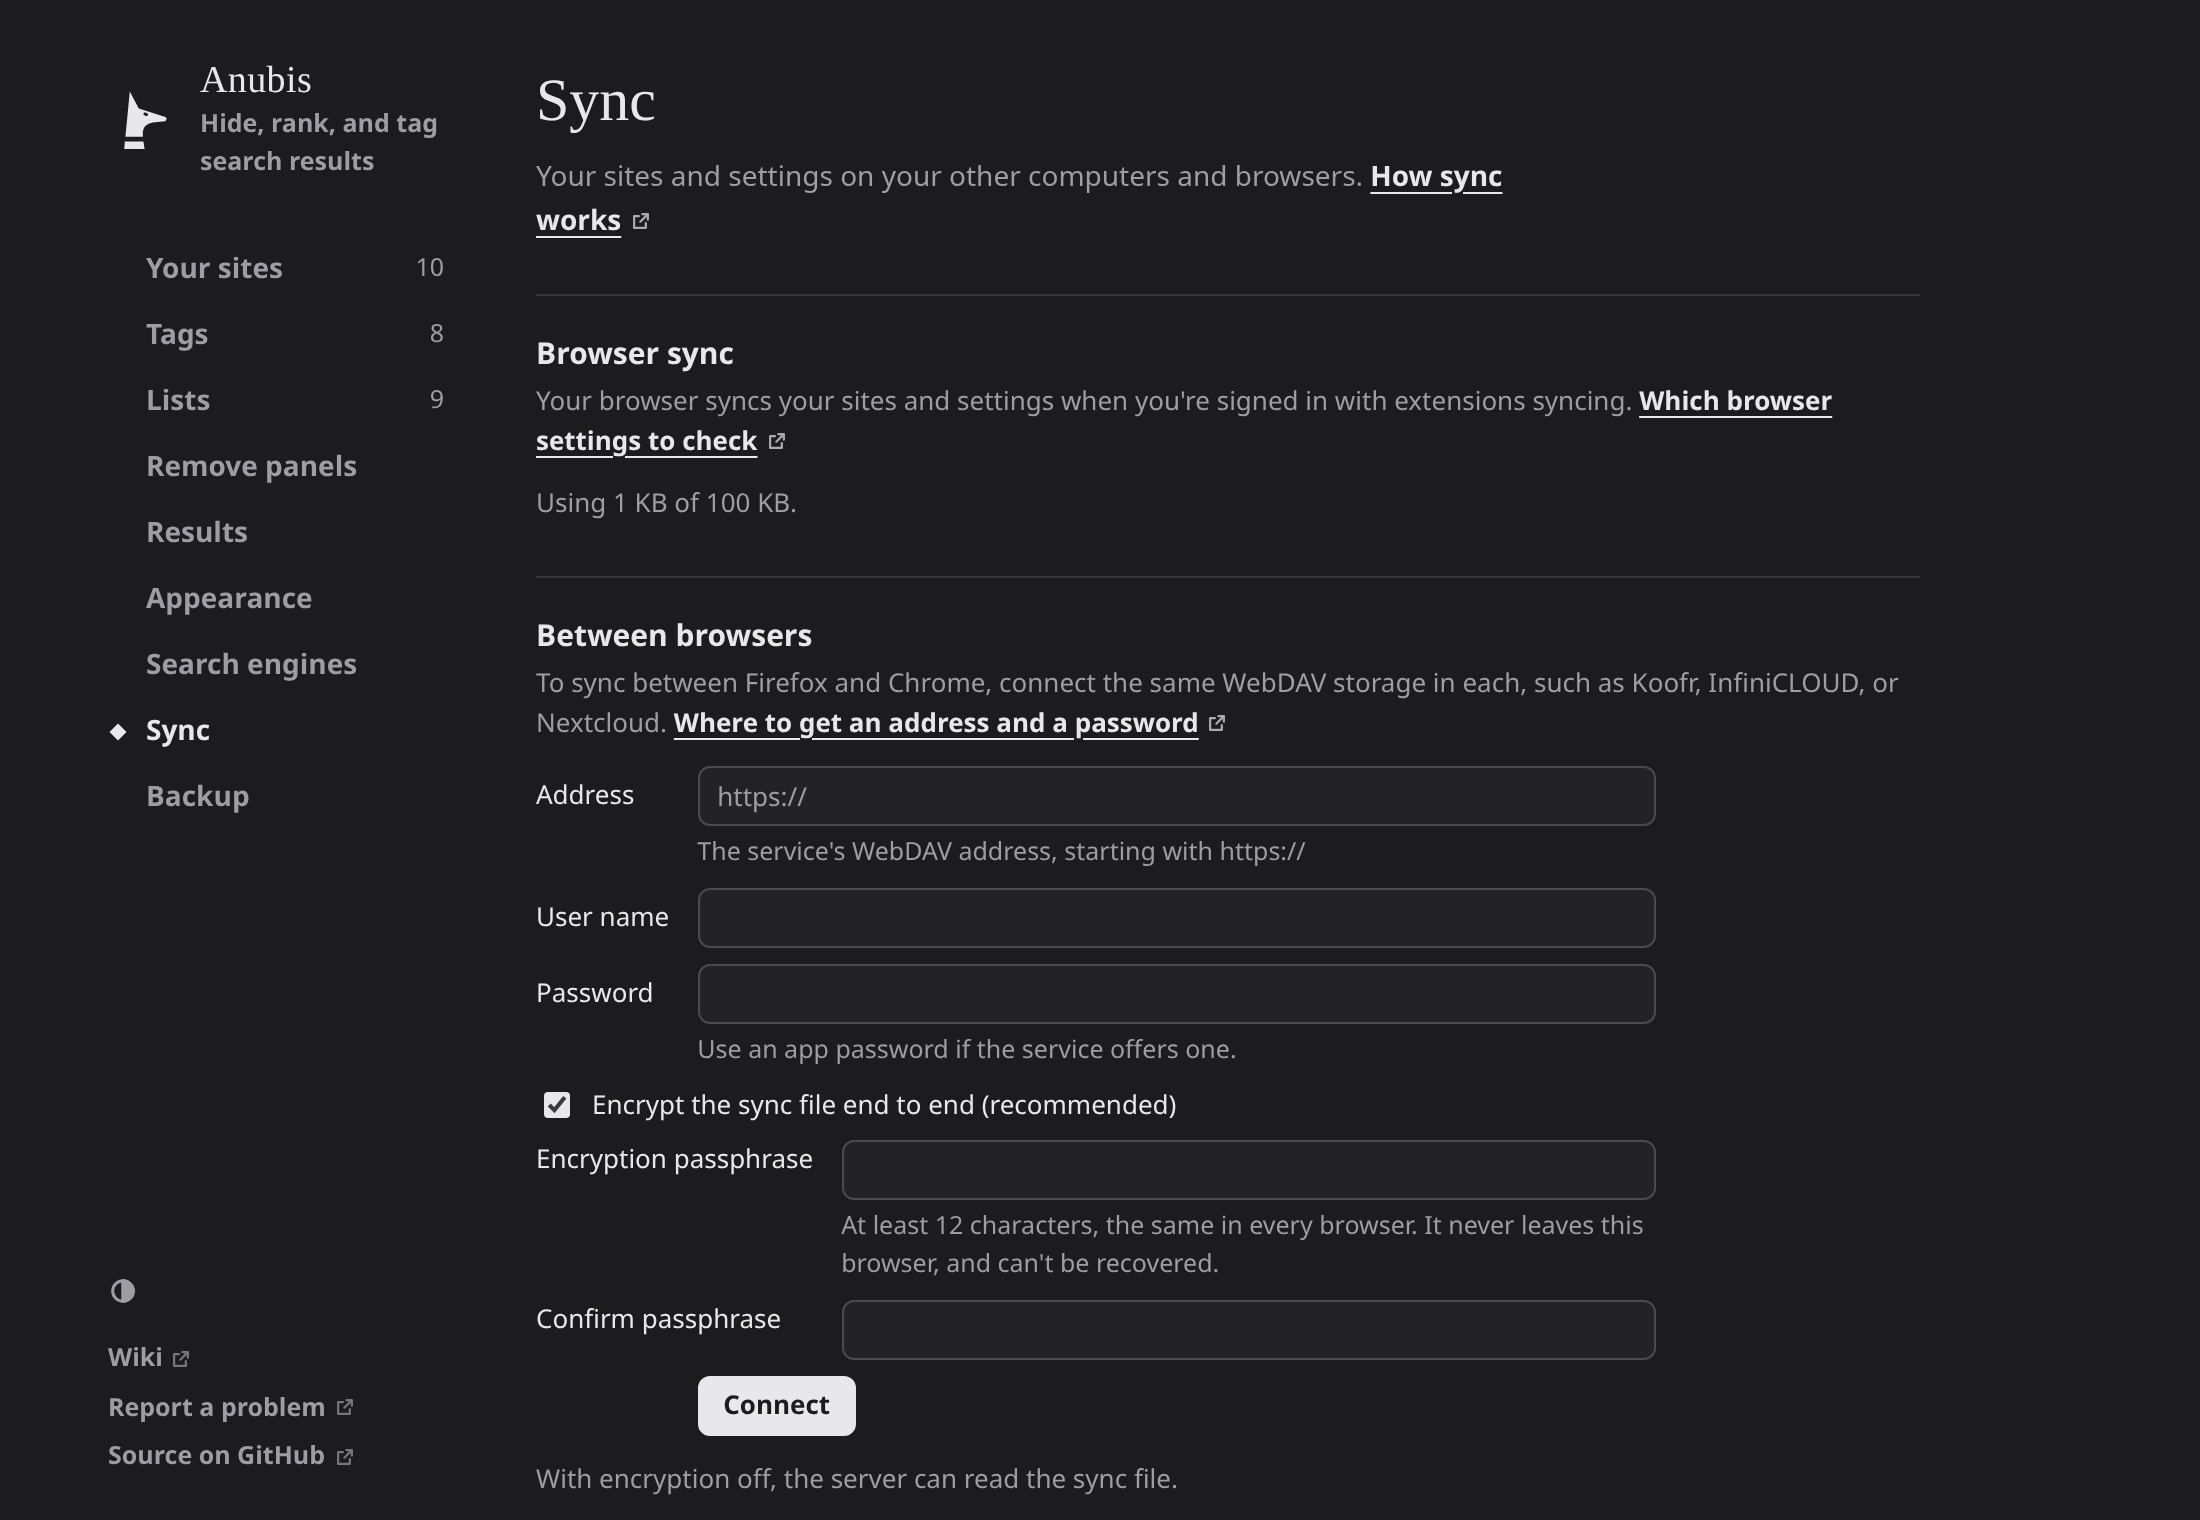 Anubis
Hide, rank, and tag
search results
Your sites 10
Tags 8
Lists 9
Remove panels
Results
Appearance
Search engines
Sync
Backup
Wiki
Report a problem
Source on GitHub
Sync
Your sites and settings on your other computers and browsers. How sync
works
Browser sync
Your browser syncs your sites and settings when you're signed in with extensions syncing. Which browser
settings to check
Using 1 KB of 100 KB.
Between browsers
To sync between Firefox and Chrome, connect the same WebDAV storage in each, such as Koofr, InfiniCLOUD, or
Nextcloud. Where to get an address and a password
Address https://
The service's WebDAV address, starting with https://
User name
Password
Use an app password if the service offers one.
Encrypt the sync file end to end (recommended)
Encryption passphrase
At least 12 characters, the same in every browser. It never leaves this
browser, and can't be recovered.
Confirm passphrase
Connect
With encryption off, the server can read the sync file.